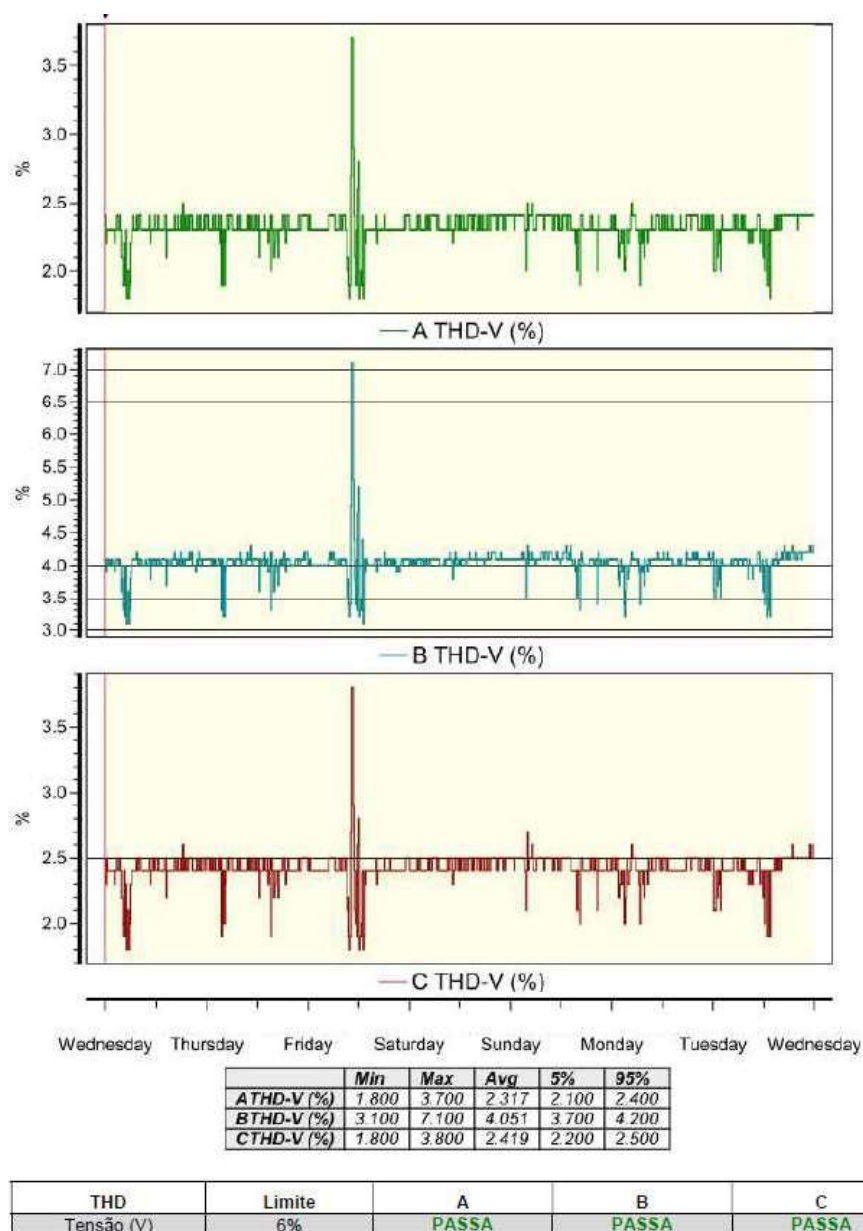 3.5
3.0
2.5
2.0
%
— A THD-V (%)
7.0
6.5
6.0
5.5
5.0
4.5
4.0
3.5
3.0
%
— B THD-V (%)
3.5
3.0
2.5
2.0
%
— C THD-V (%)
Wednesday Thursday Friday Saturday Sunday Monday Tuesday Wednesday
Min Max Avg 5% 95%
ATHD-V (%) 1.800 3.700 2.317 2.100 2.400
BTHD-V (%) 3.100 7.100 4.051 3.700 4.200
CTHD-V (%) 1.800 3.800 2.419 2.200 2.500
THD Limite A B C
Tensão (V) 6% PASSA PASSA PASSA